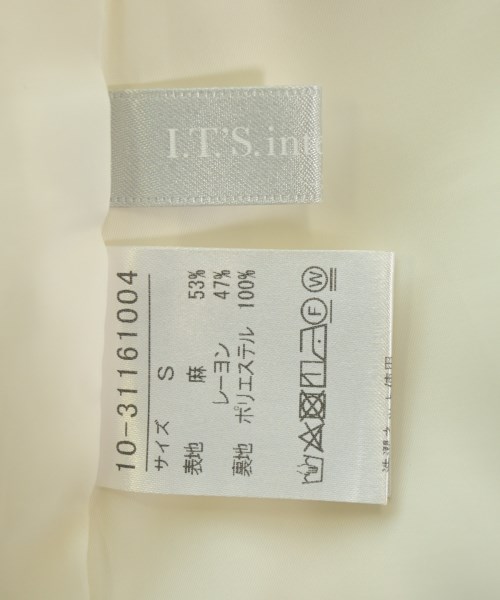 I.T.'S. inte
10-31161004
サイズ S
表地 麻 53%
レーヨン 47%
裏地 ポリエステル 100%
F W